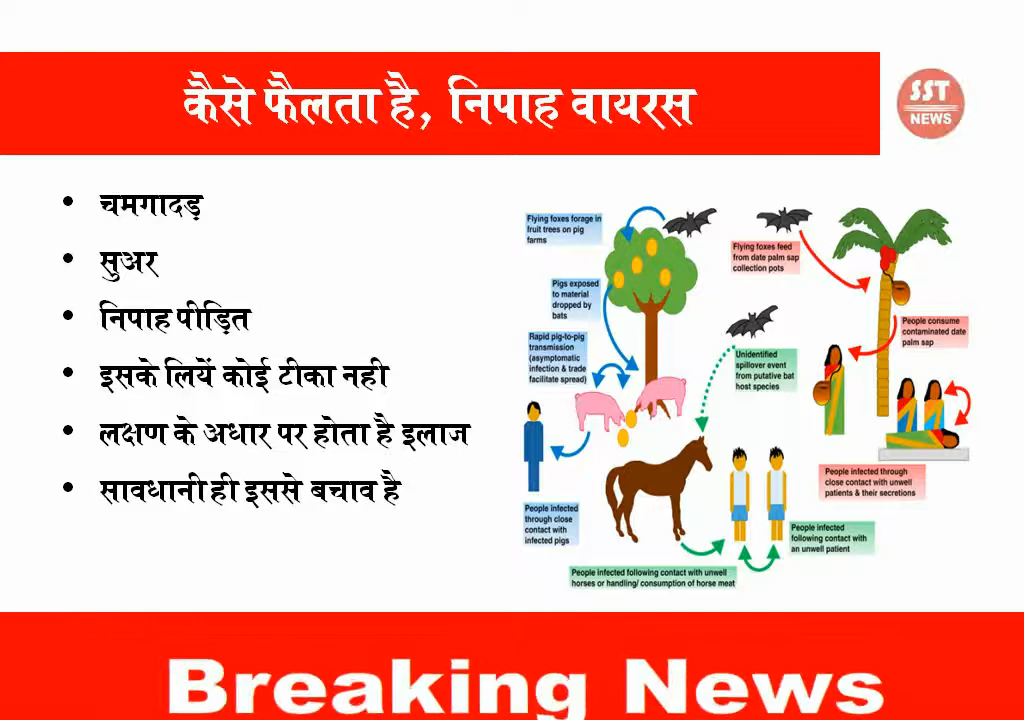 कैसे फैलता है, निपाह वायरस
SST
NEWS
• चमगादड़
• सुअर
• निपाह पीड़ित
• इसके लियें कोई टीका नही
• लक्षण के अधार पर होता है इलाज
• सावधानी ही इससे बचाव है
Flying foxes forage in
fruit trees on pig
farms
Pigs exposed
to material
dropped by
bats
Rapid pig-to-pig
transmission
(asymptomatic
infection & trade
facilitate spread)
People infected
through close
contact with
infected pigs
Flying foxes feed
from date palm sap
collection pots
People consume
contaminated date
palm sap
Unidentified
spillover event
from putative bat
host species
People infected through
close contact with unwell
patients & their secretions
People infected
following contact with
an unwell patient
People infected following contact with unwell
horses or handling/ consumption of horse meat
Breaking News